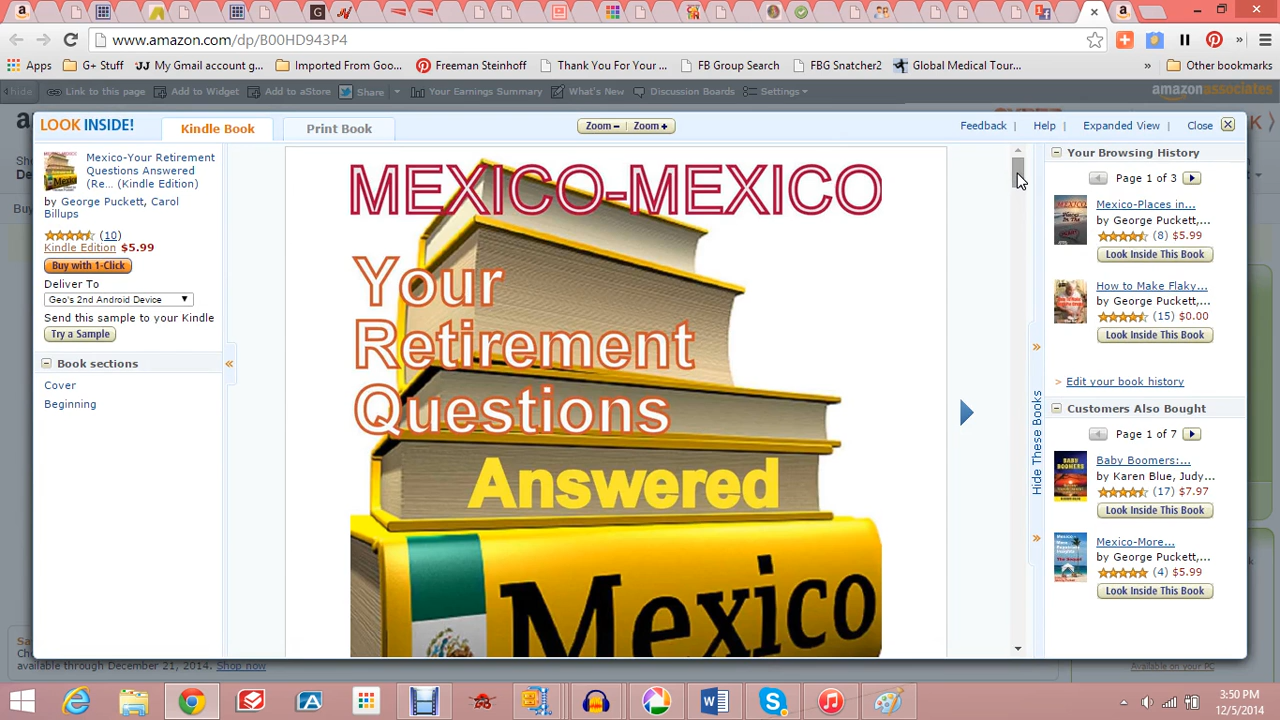 www.amazon.com/dp/B00HD943P4
Apps
G+ Stuff
My Gmail account g...
Imported From Goo...
Freeman Steinhoff
Thank You For Your ...
FB Group Search
FBG Snatcher2
Global Medical Tour...
»
Other bookmarks
hide
Link to this page
Add to Widget
Add to aStore
Share
Your Earnings Summary
What's New
Discussion Boards
Settings
amazonassociates
LOOK INSIDE!
Kindle Book
Print Book
Zoom −
Zoom +
Feedback
Help
Expanded View
Close
Mexico-Your Retirement
Questions Answered
(Re... (Kindle Edition)
by George Puckett, Carol
Billups
(10)
Kindle Edition $5.99
Buy with 1-Click
Deliver To
Geo's 2nd Android Device
Send this sample to your Kindle
Try a Sample
Book sections
Cover
Beginning
MEXICO-MEXICO
Your
Retirement
Questions
Answered
Mexico
Hide These Books
Your Browsing History
Page 1 of 3
Mexico-Places in...
by George Puckett,...
(8) $5.99
Look Inside This Book
How to Make Flaky...
by George Puckett,...
(15) $0.00
Look Inside This Book
> Edit your book history
Customers Also Bought
Page 1 of 7
Baby Boomers:...
by Karen Blue, Judy...
(17) $7.97
Look Inside This Book
Mexico-More...
by George Puckett,...
(4) $5.99
Look Inside This Book
available through December 21, 2014. Shop now
Available on your PC
3:50 PM
12/5/2014